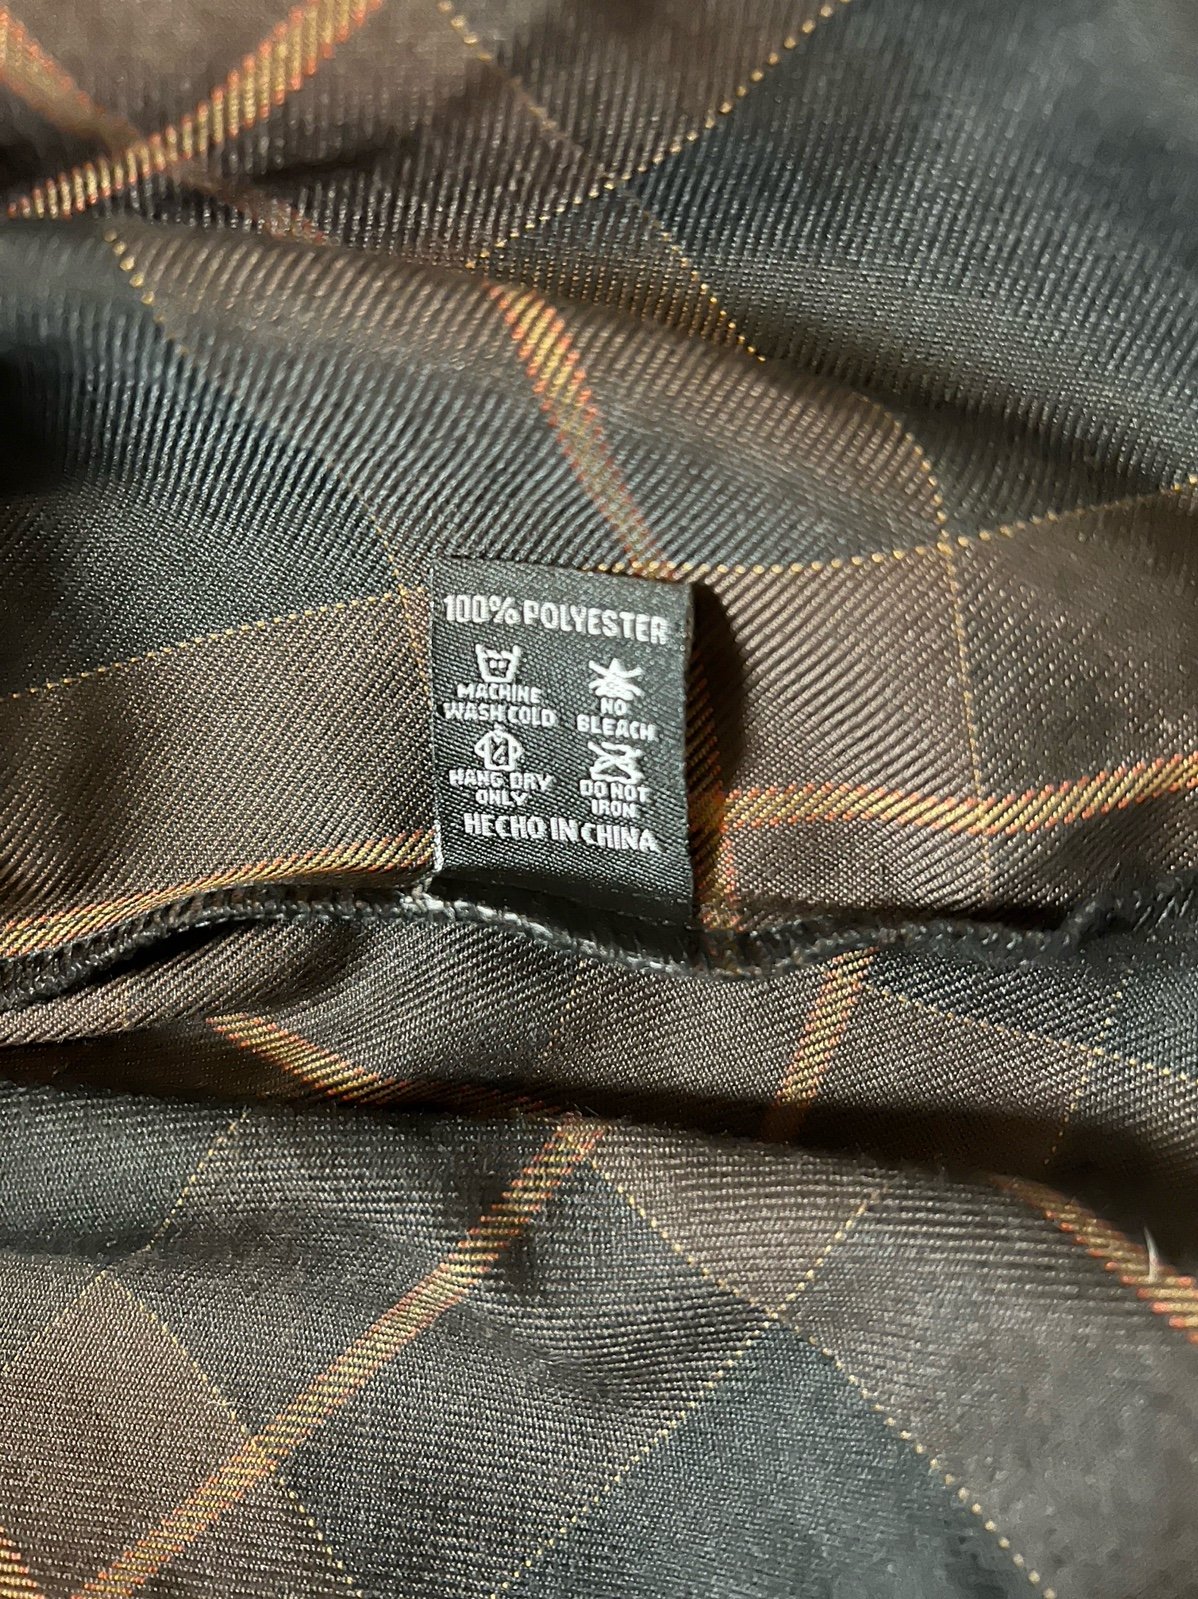 100% POLYESTER
MACHINE
WASH COLD
NO
BLEACH
HANG DRY
ONLY
DO NOT
IRON
HECHO IN CHINA